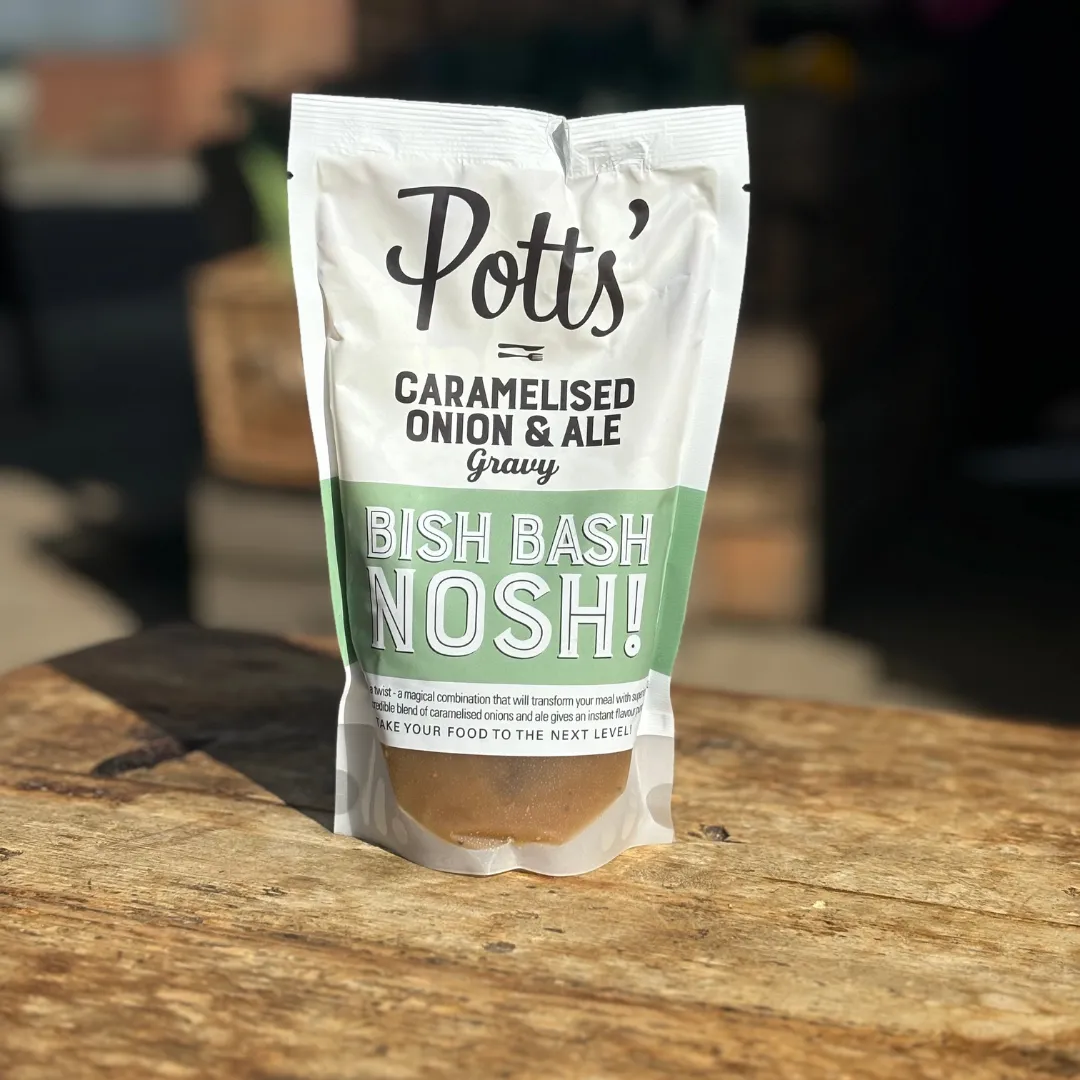 Potts'
CARAMELISED
ONION & ALE
Gravy
BISH BASH
NOSH!
twist - a magical combination that will transform your meal with
blend of caramelised onions and ale gives an instant flavour
TAKE YOUR FOOD TO THE NEXT LEVEL!